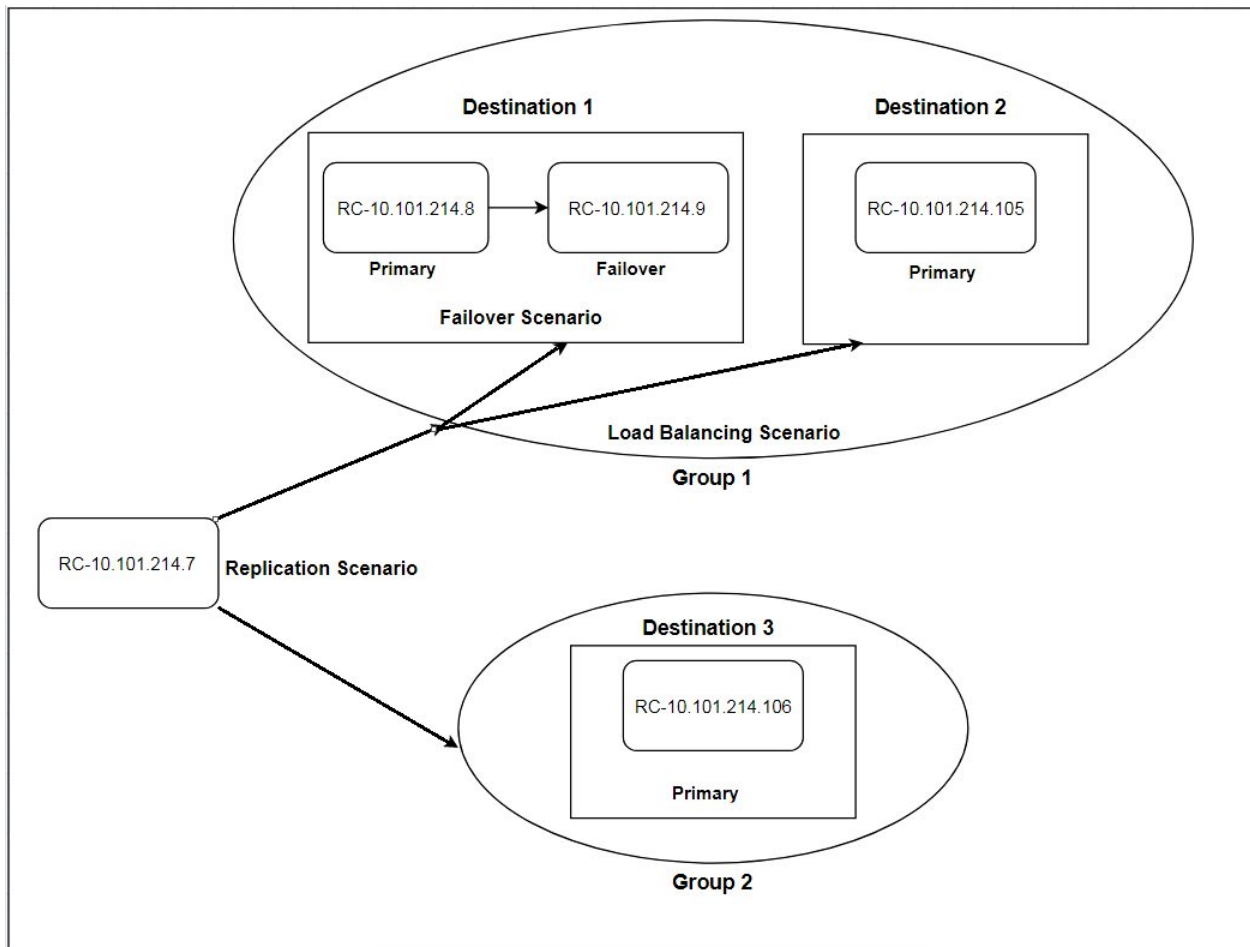 Destination 1
Destination 2
RC-10.101.214.8
RC-10.101.214.9
RC-10.101.214.105
Primary
Failover
Primary
Failover Scenario
Load Balancing Scenario
Group 1
RC-10.101.214.7
Replication Scenario
Destination 3
RC-10.101.214.106
Primary
Group 2